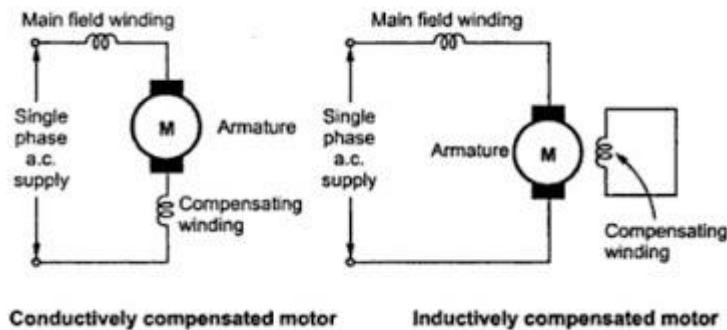 Main field winding
Single
phase
a.c.
supply
M
Armature
Compensating
winding
Conductively compensated motor
Main field winding
Single
phase
a.c.
supply
Armature
M
Compensating
winding
Inductively compensated motor